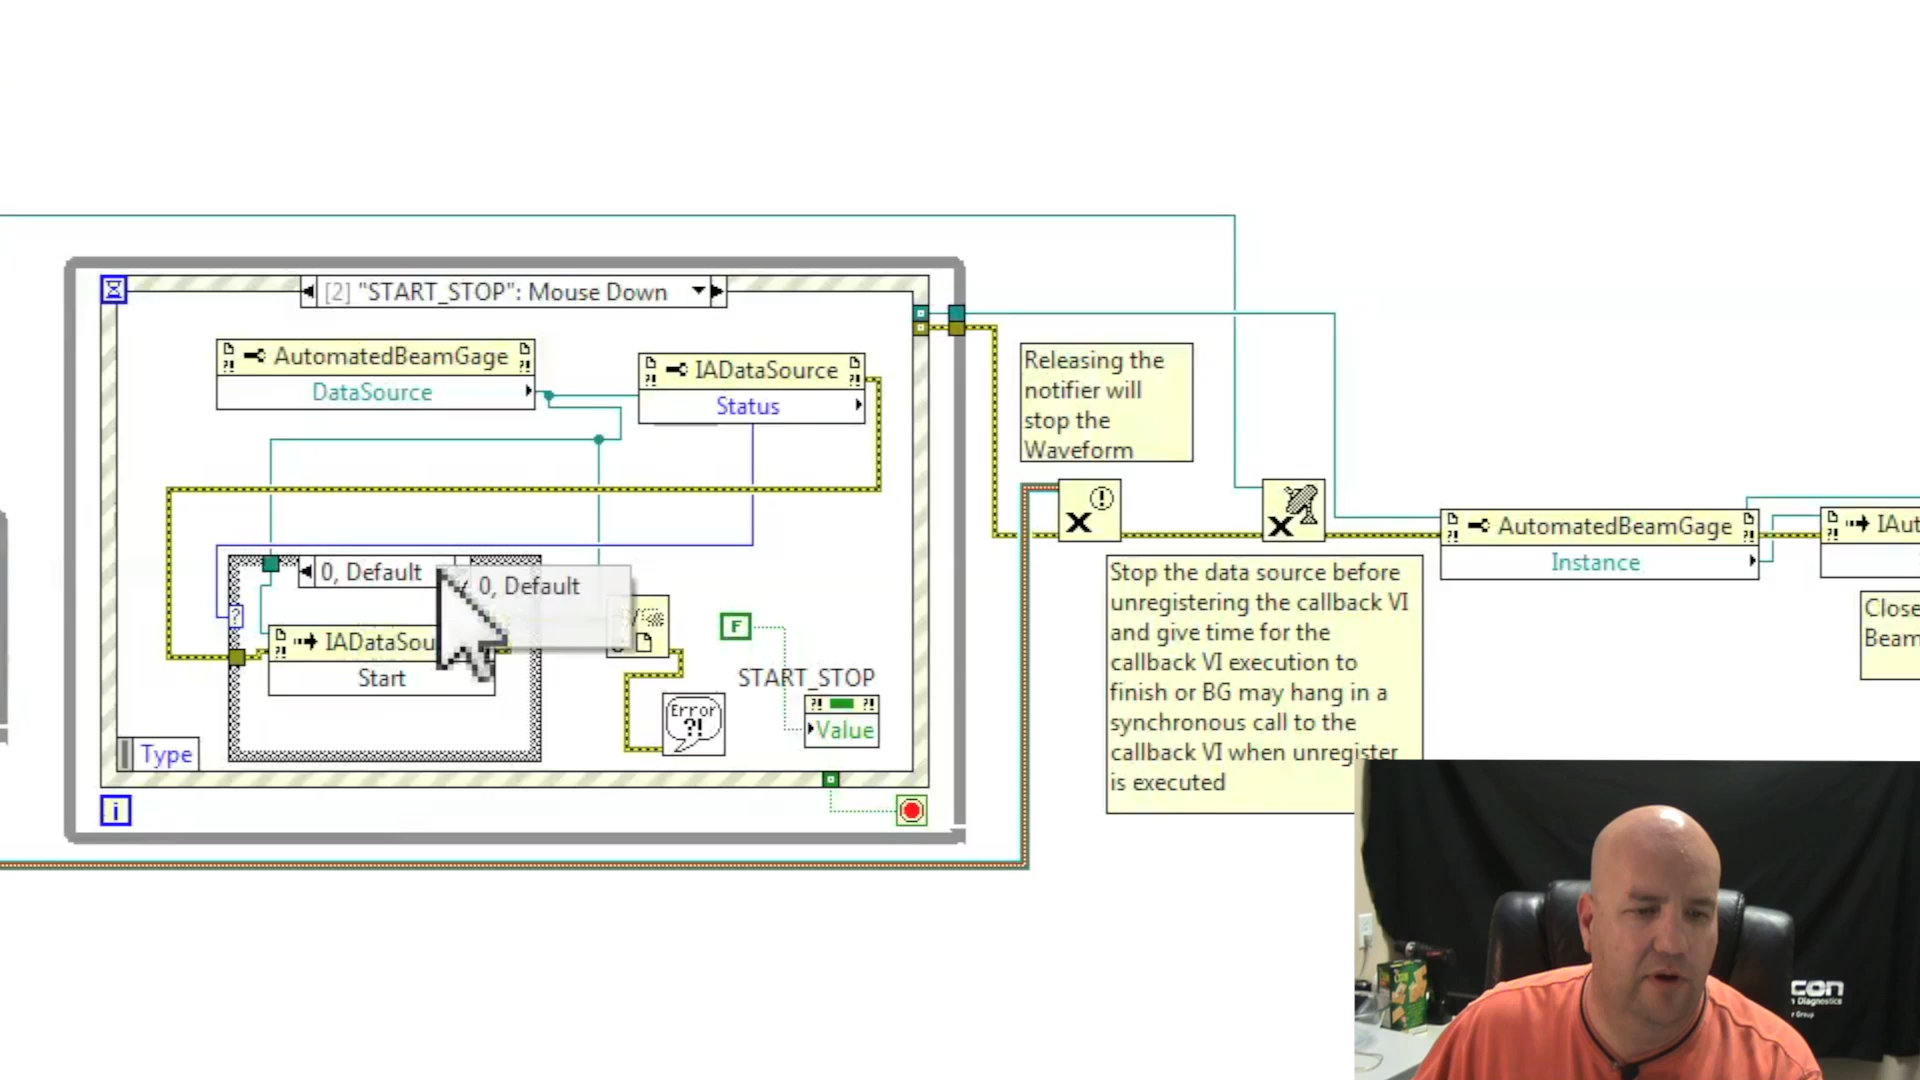 [2] "START_STOP": Mouse Down
AutomatedBeamGage
DataSource
IADataSource
Status
Releasing the
notifier will
stop the
Waveform
0, Default
0, Default
?
IADataSou
Start
F
START_STOP
Value
Error
?!
Type
i
AutomatedBeamGage
Instance
IAut
Stop the data source before
unregistering the callback VI
and give time for the
callback VI execution to
finish or BG may hang in a
synchronous call to the
callback VI when unregister
is executed
Close
Beam
con
Diagnostics
Group